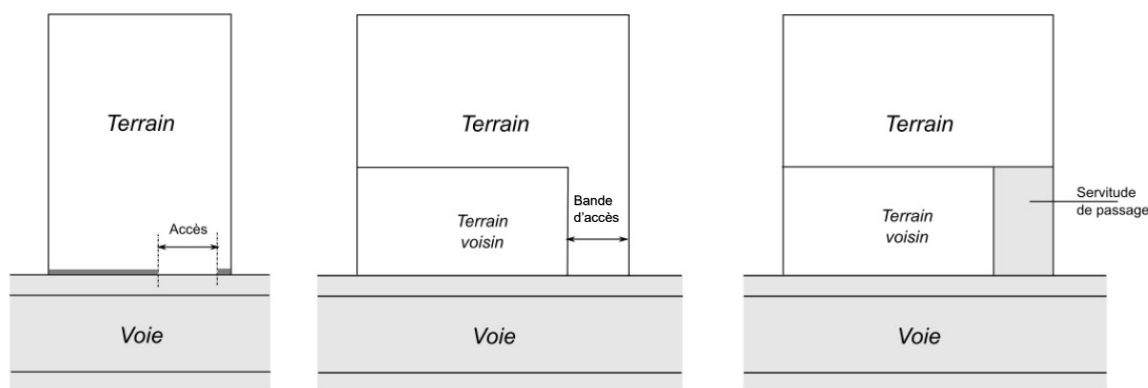 Terrain
Accès
Voie
Terrain
Bande
d'accès
Terrain
voisin
Voie
Terrain
Servitude
de passage
Terrain
voisin
Voie